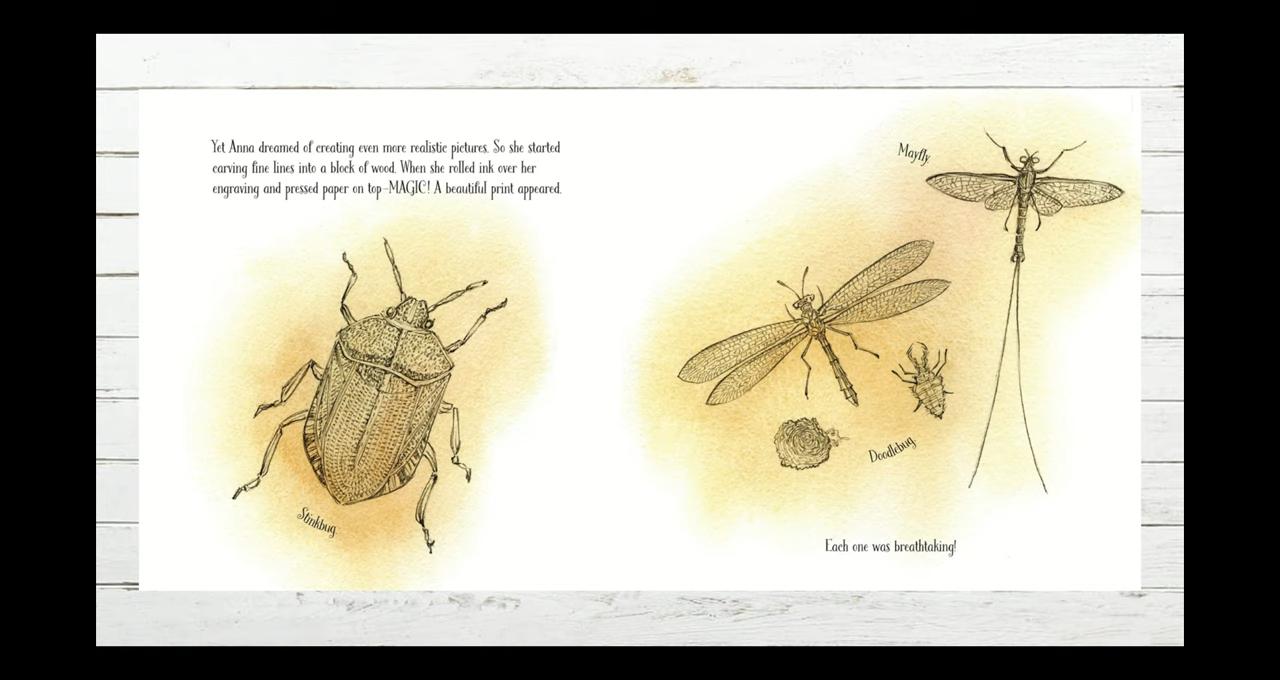 Yet Anna dreamed of creating even more realistic pictures. So she started
carving fine lines into a block of wood. When she rolled ink over her
engraving and pressed paper on top-MAGIC! A beautiful print appeared.
Stinkbug
Mayfly
Doodlebug
Each one was breathtaking!